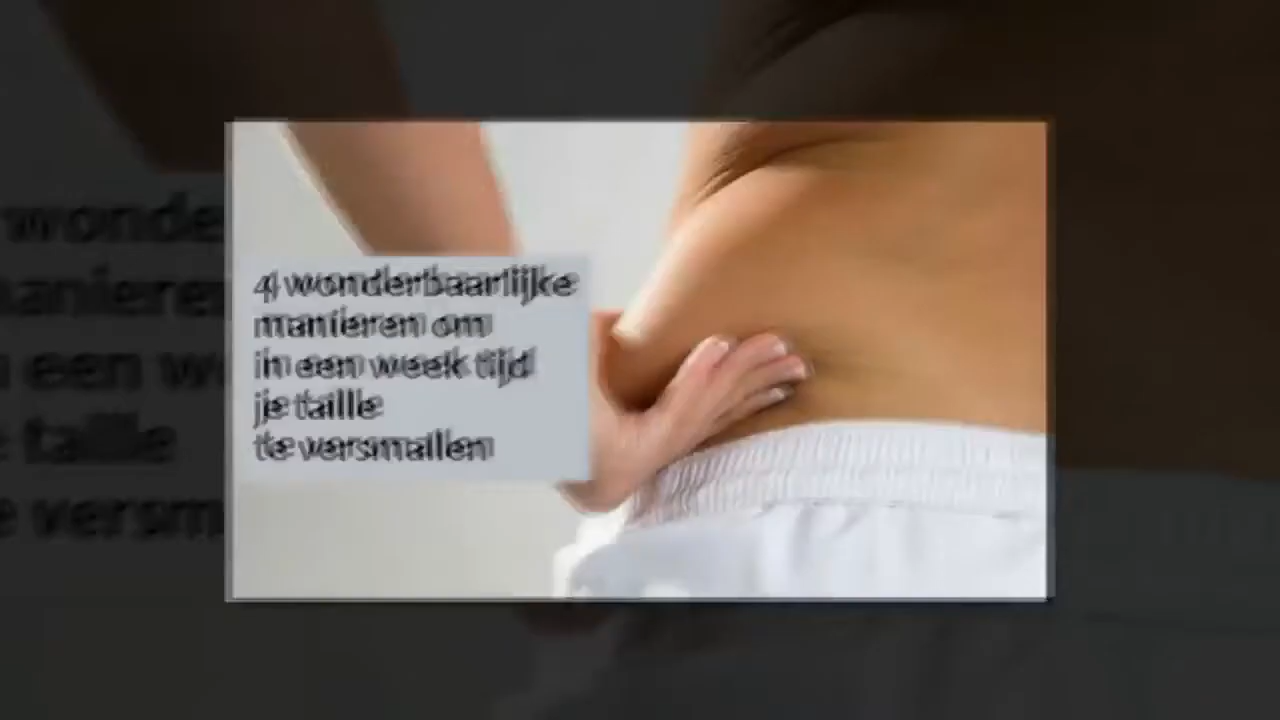 4 wonderbaarlijke
manieren om
in een week tijd
je taille
te versmallen